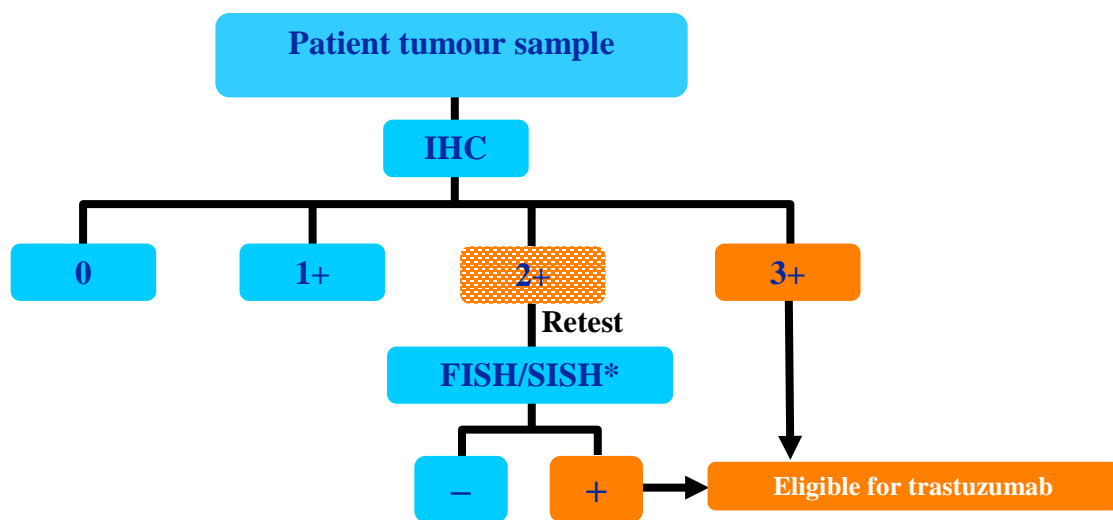 Patient tumour sample
IHC
0
1+
2+
3+
Retest
FISH/SISH*
–
+
Eligible for trastuzumab